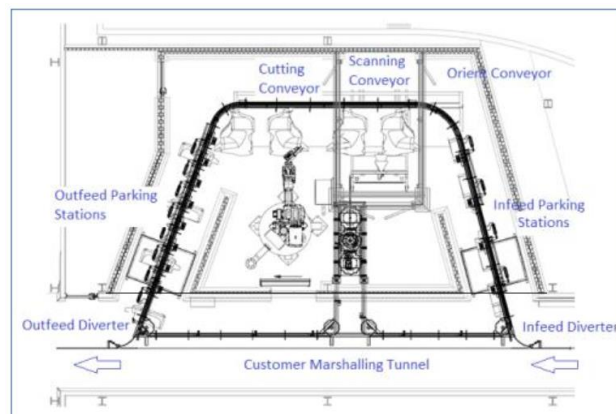 Cutting
Conveyor
Scanning
Conveyor
Orient Conveyor
Outfeed Parking
Stations
Infeed Parking
Stations
Outfeed Diverter
Infeed Diverter
Customer Marshalling Tunnel